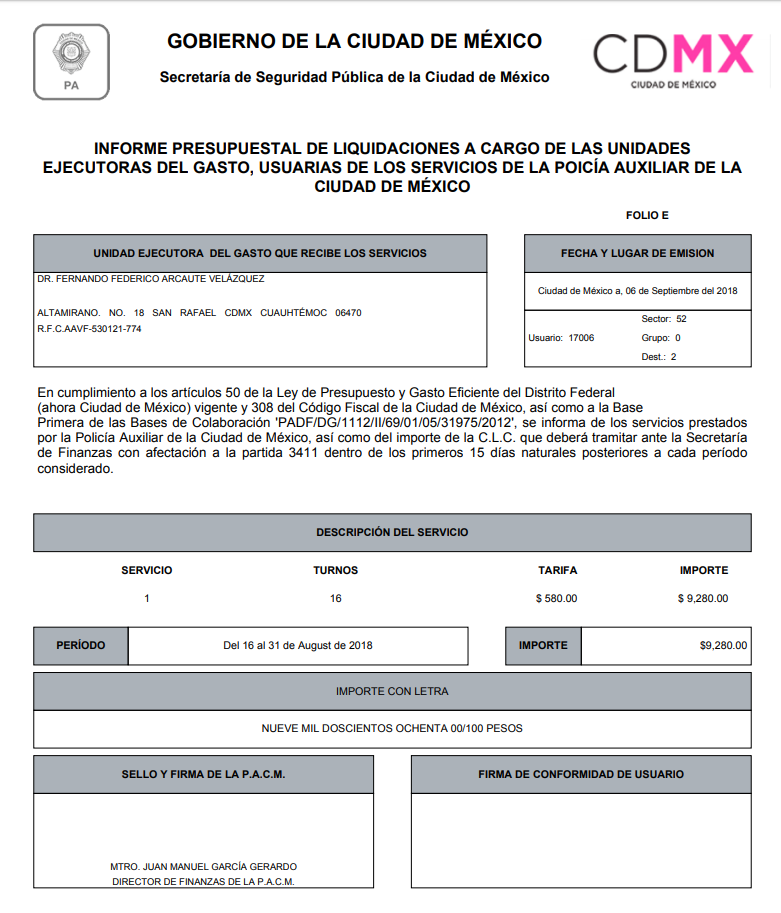 PA
GOBIERNO DE LA CIUDAD DE MÉXICO
Secretaría de Seguridad Pública de la Ciudad de México
CDMX
CIUDAD DE MÉXICO
INFORME PRESUPUESTAL DE LIQUIDACIONES A CARGO DE LAS UNIDADES
EJECUTORAS DEL GASTO, USUARIAS DE LOS SERVICIOS DE LA POICÍA AUXILIAR DE LA
CIUDAD DE MÉXICO
FOLIO E
UNIDAD EJECUTORA DEL GASTO QUE RECIBE LOS SERVICIOS
DR. FERNANDO FEDERICO ARCAUTE VELÁZQUEZ
ALTAMIRANO. NO. 18 SAN RAFAEL CDMX CUAUHTÉMOC 06470
R.F.C.AAVF-530121-774
FECHA Y LUGAR DE EMISION
Ciudad de México a, 06 de Septiembre del 2018
Sector: 52
Usuario: 17006 Grupo: 0
Dest.: 2
En cumplimiento a los artículos 50 de la Ley de Presupuesto y Gasto Eficiente del Distrito Federal
(ahora Ciudad de México) vigente y 308 del Código Fiscal de la Ciudad de México, así como a la Base
Primera de las Bases de Colaboración 'PADF/DG/1112/II/69/01/05/31975/2012', se informa de los servicios prestados
por la Policía Auxiliar de la Ciudad de México, así como del importe de la C.L.C. que deberá tramitar ante la Secretaría
de Finanzas con afectación a la partida 3411 dentro de los primeros 15 días naturales posteriores a cada período
considerado.
DESCRIPCIÓN DEL SERVICIO
SERVICIO TURNOS TARIFA IMPORTE
1 16 $ 580.00 $ 9,280.00
PERÍODO Del 16 al 31 de August de 2018 IMPORTE $9,280.00
IMPORTE CON LETRA
NUEVE MIL DOSCIENTOS OCHENTA 00/100 PESOS
SELLO Y FIRMA DE LA P.A.C.M. FIRMA DE CONFORMIDAD DE USUARIO
MTRO. JUAN MANUEL GARCÍA GERARDO
DIRECTOR DE FINANZAS DE LA P.A.C.M.